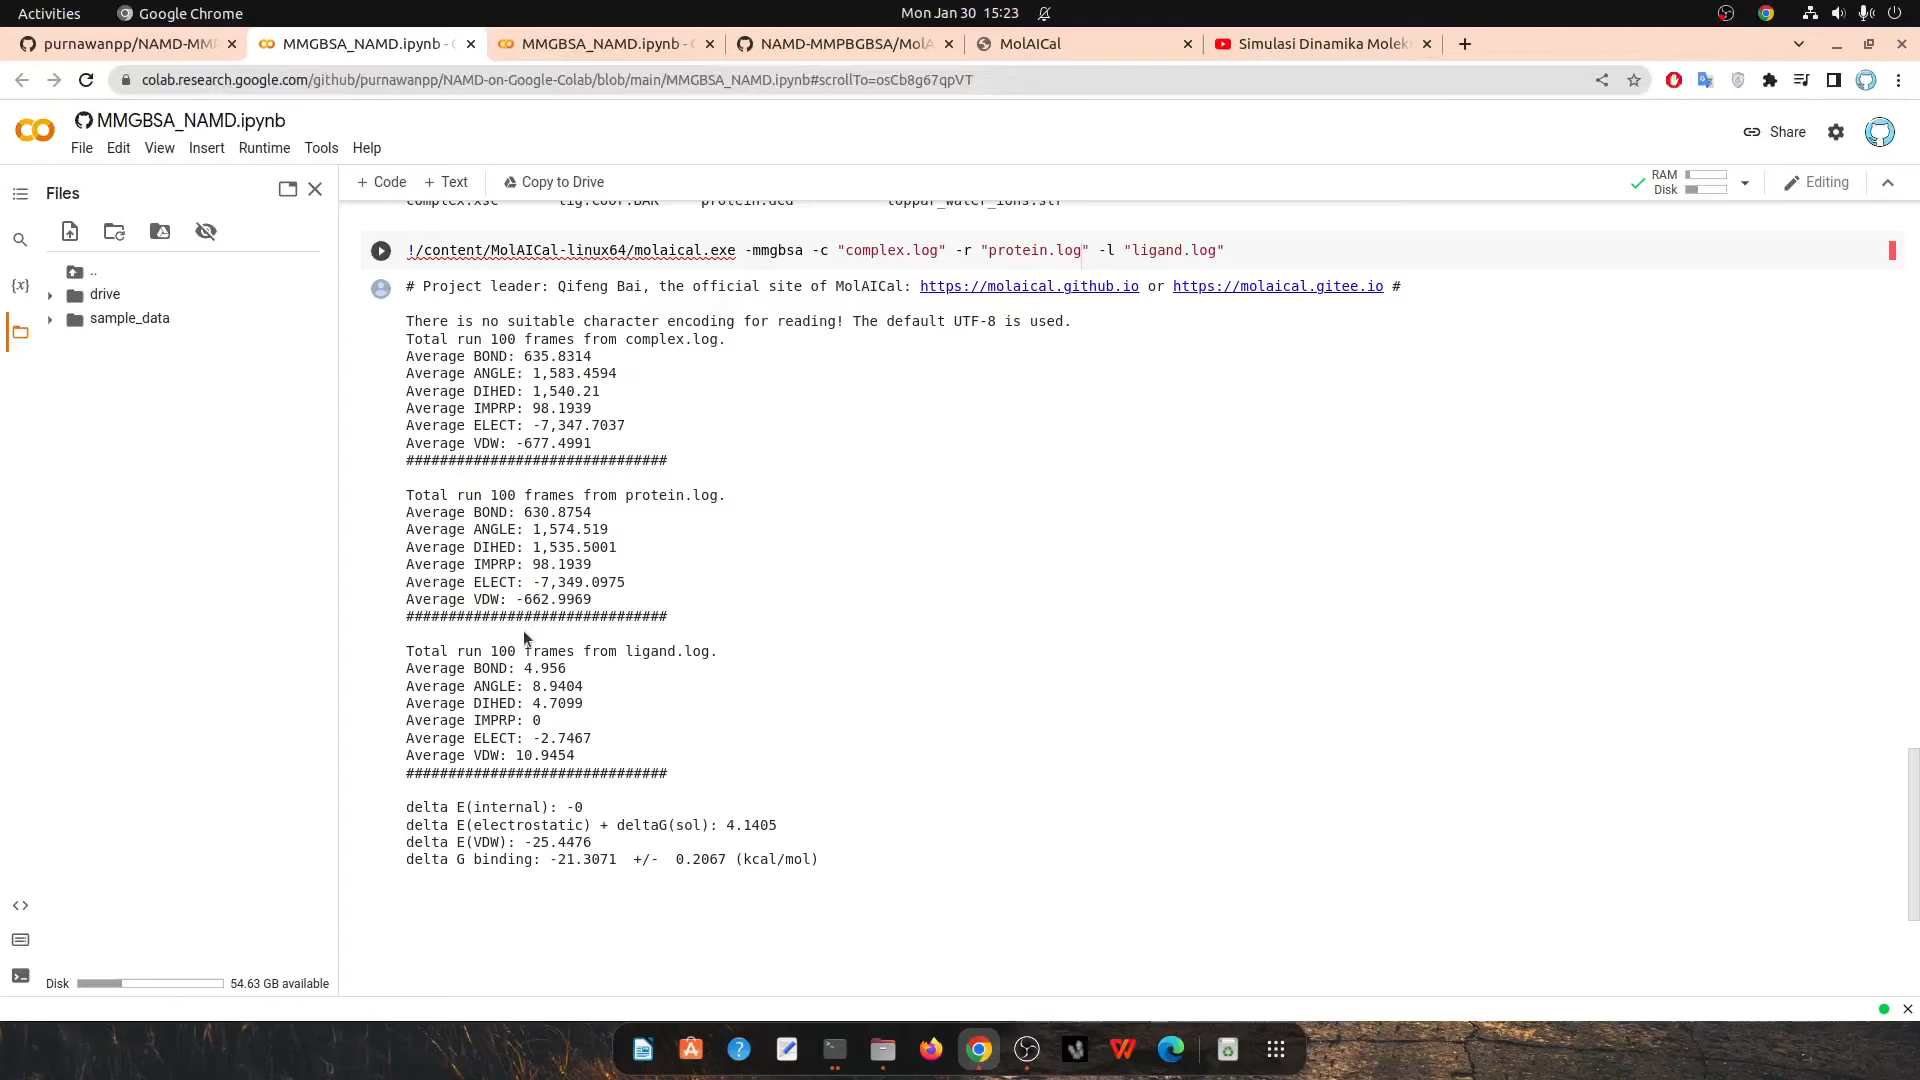 Activities Google Chrome Mon Jan 30 15:23
purnawanpp/NAMD-MM MMGBSA_NAMD.ipynb - MMGBSA_NAMD.ipynb - NAMD-MMPBGBSA/MolA MolAICal Simulasi Dinamika Molek
colab.research.google.com/github/purnawanpp/NAMD-on-Google-Colab/blob/main/MMGBSA_NAMD.ipynb#scrollTo=osCb8g67qpVT
MMGBSA_NAMD.ipynb
Share
File Edit View Insert Runtime Tools Help
Files
+ Code + Text Copy to Drive
RAM
Disk
Editing
complex.xsc lig.coor.BAK protein.dcd toppar_water_ions.str
..
drive
sample_data
{x}
!/content/MolAICal-linux64/molaical.exe -mmgbsa -c "complex.log" -r "protein.log" -l "ligand.log"
# Project leader: Qifeng Bai, the official site of MolAICal: https://molaical.github.io or https://molaical.gitee.io #
There is no suitable character encoding for reading! The default UTF-8 is used.
Total run 100 frames from complex.log.
Average BOND: 635.8314
Average ANGLE: 1,583.4594
Average DIHED: 1,540.21
Average IMPRP: 98.1939
Average ELECT: -7,347.7037
Average VDW: -677.4991
###############################
Total run 100 frames from protein.log.
Average BOND: 630.8754
Average ANGLE: 1,574.519
Average DIHED: 1,535.5001
Average IMPRP: 98.1939
Average ELECT: -7,349.0975
Average VDW: -662.9969
###############################
Total run 100 frames from ligand.log.
Average BOND: 4.956
Average ANGLE: 8.9404
Average DIHED: 4.7099
Average IMPRP: 0
Average ELECT: -2.7467
Average VDW: 10.9454
###############################
delta E(internal): -0
delta E(electrostatic) + deltaG(sol): 4.1405
delta E(VDW): -25.4476
delta G binding: -21.3071 +/- 0.2067 (kcal/mol)
Disk 54.63 GB available